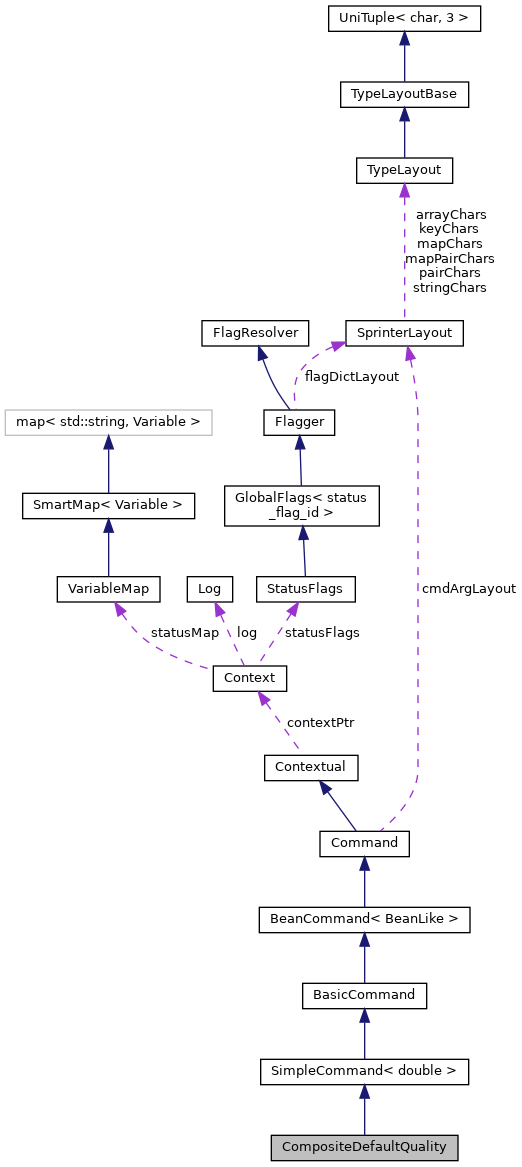 UniTuple< char, 3 >
TypeLayoutBase
TypeLayout
arrayChars
keyChars
mapChars
mapPairChars
pairChars
stringChars
FlagResolver
SprinterLayout
flagDictLayout
map< std::string, Variable >
Flagger
SmartMap< Variable >
GlobalFlags< status
_flag_id >
VariableMap
Log
StatusFlags
cmdArgLayout
statusMap
log
statusFlags
Context
contextPtr
Contextual
Command
BeanCommand< BeanLike >
BasicCommand
SimpleCommand< double >
CompositeDefaultQuality